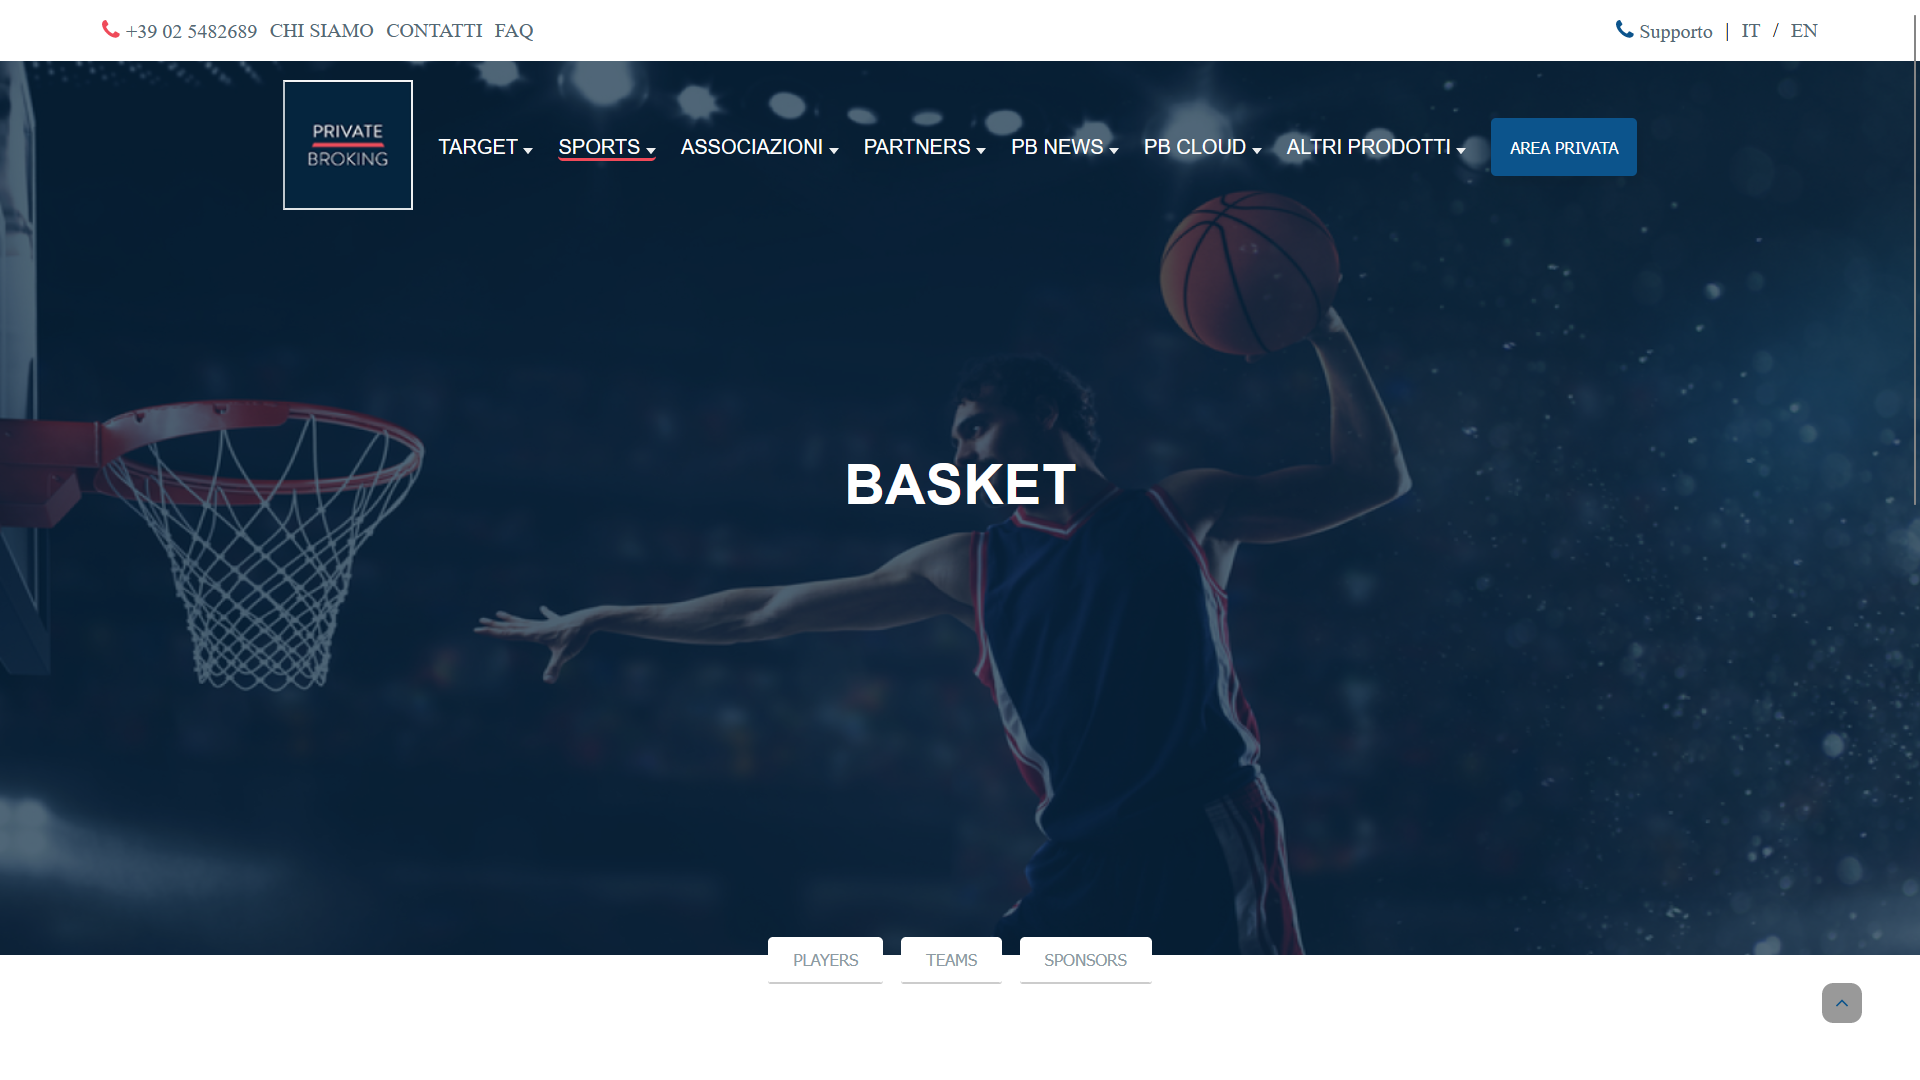 +39 02 5482689 CHI SIAMO CONTATTI FAQ
Supporto | IT / EN
PRIVATE
BROKING
TARGET SPORTS ASSOCIAZIONI PARTNERS PB NEWS PB CLOUD ALTRI PRODOTTI AREA PRIVATA
BASKET
PLAYERS TEAMS SPONSORS